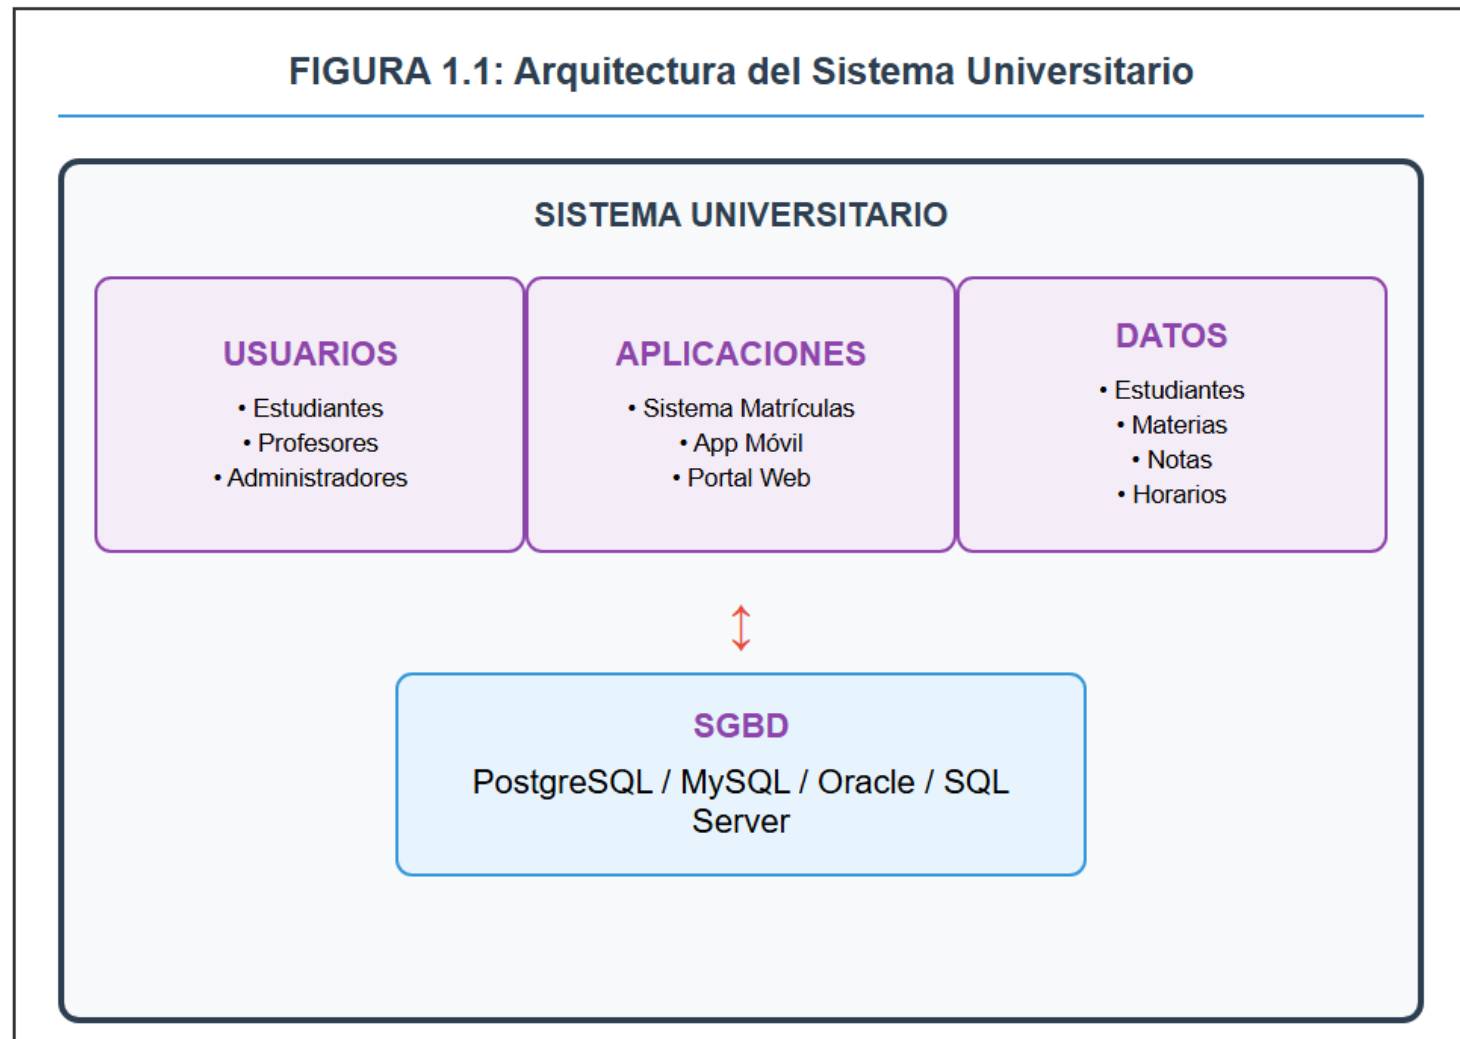 FIGURA 1.1: Arquitectura del Sistema Universitario
SISTEMA UNIVERSITARIO
USUARIOS
• Estudiantes
• Profesores
• Administradores
APLICACIONES
• Sistema Matrículas
• App Móvil
• Portal Web
DATOS
• Estudiantes
• Materias
• Notas
• Horarios
SGBD
PostgreSQL / MySQL / Oracle / SQL
Server